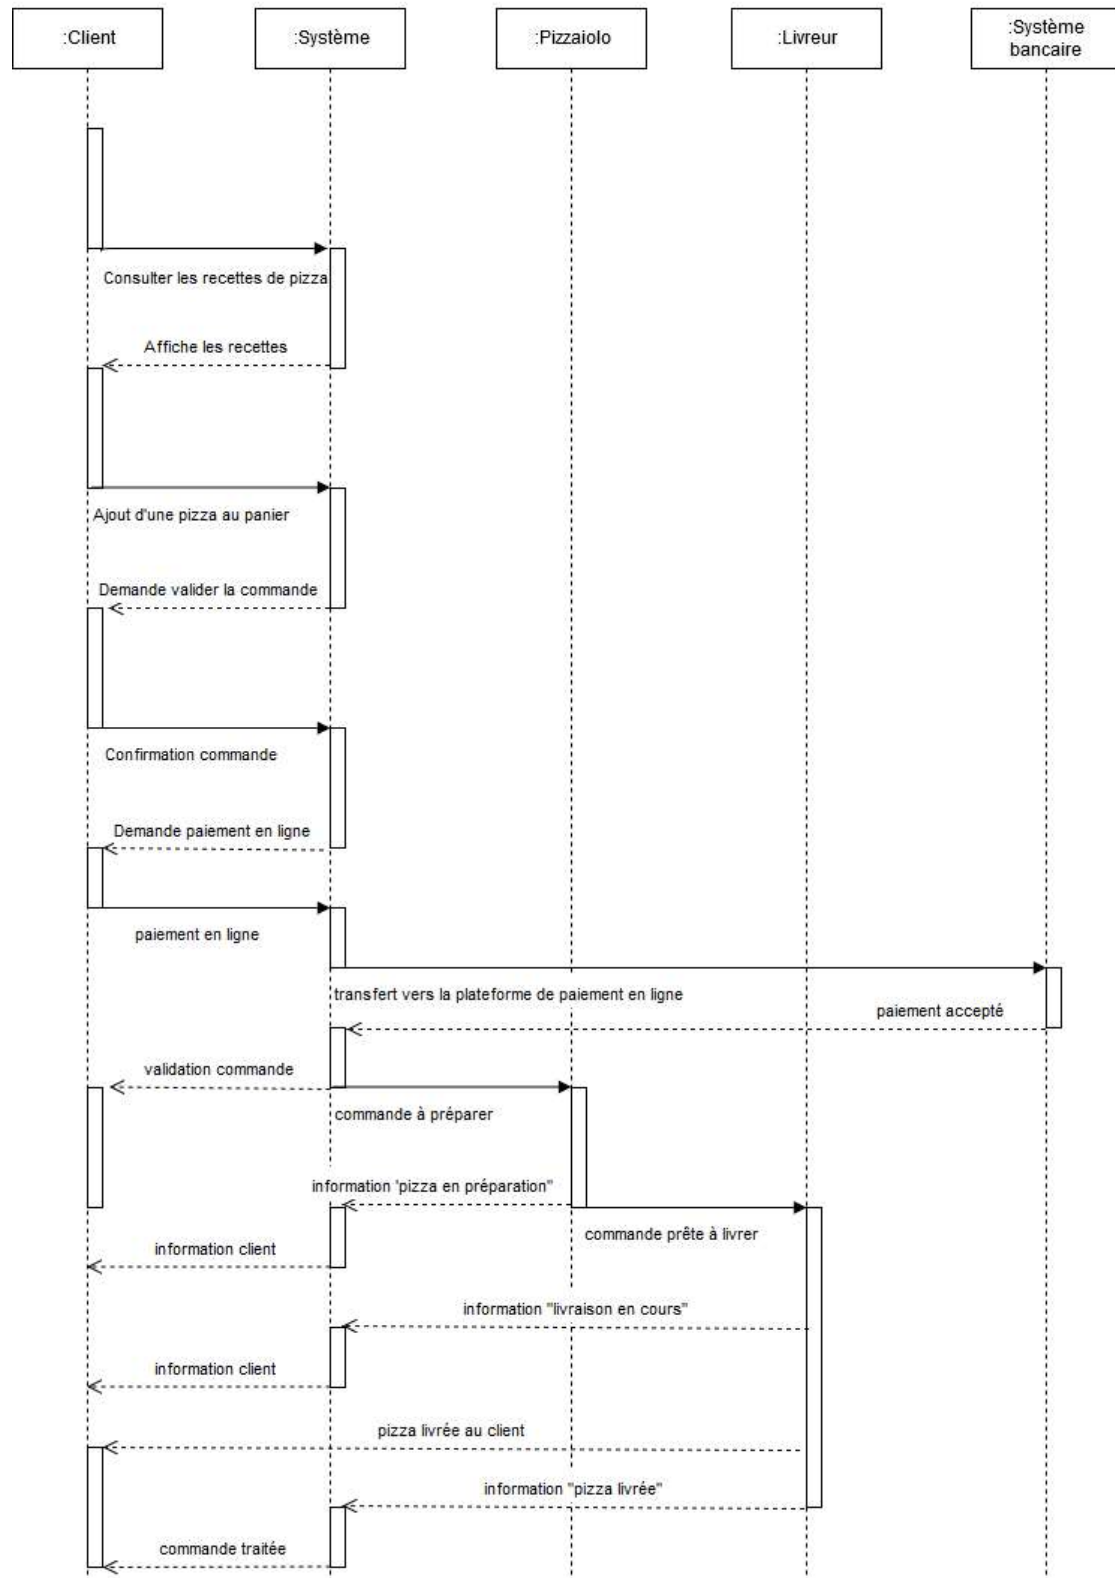 :Client
:Système
:Pizzaiolo
:Livreur
:Système
bancaire
Consulter les recettes de pizza
Affiche les recettes
Ajout d'une pizza au panier
Demande valider la commande
Confirmation commande
Demande paiement en ligne
paiement en ligne
transfert vers la plateforme de paiement en ligne
paiement accepté
validation commande
commande à préparer
information 'pizza en préparation"
commande prête à livrer
information client
information "livraison en cours"
information client
pizza livrée au client
information "pizza livrée"
commande traitée